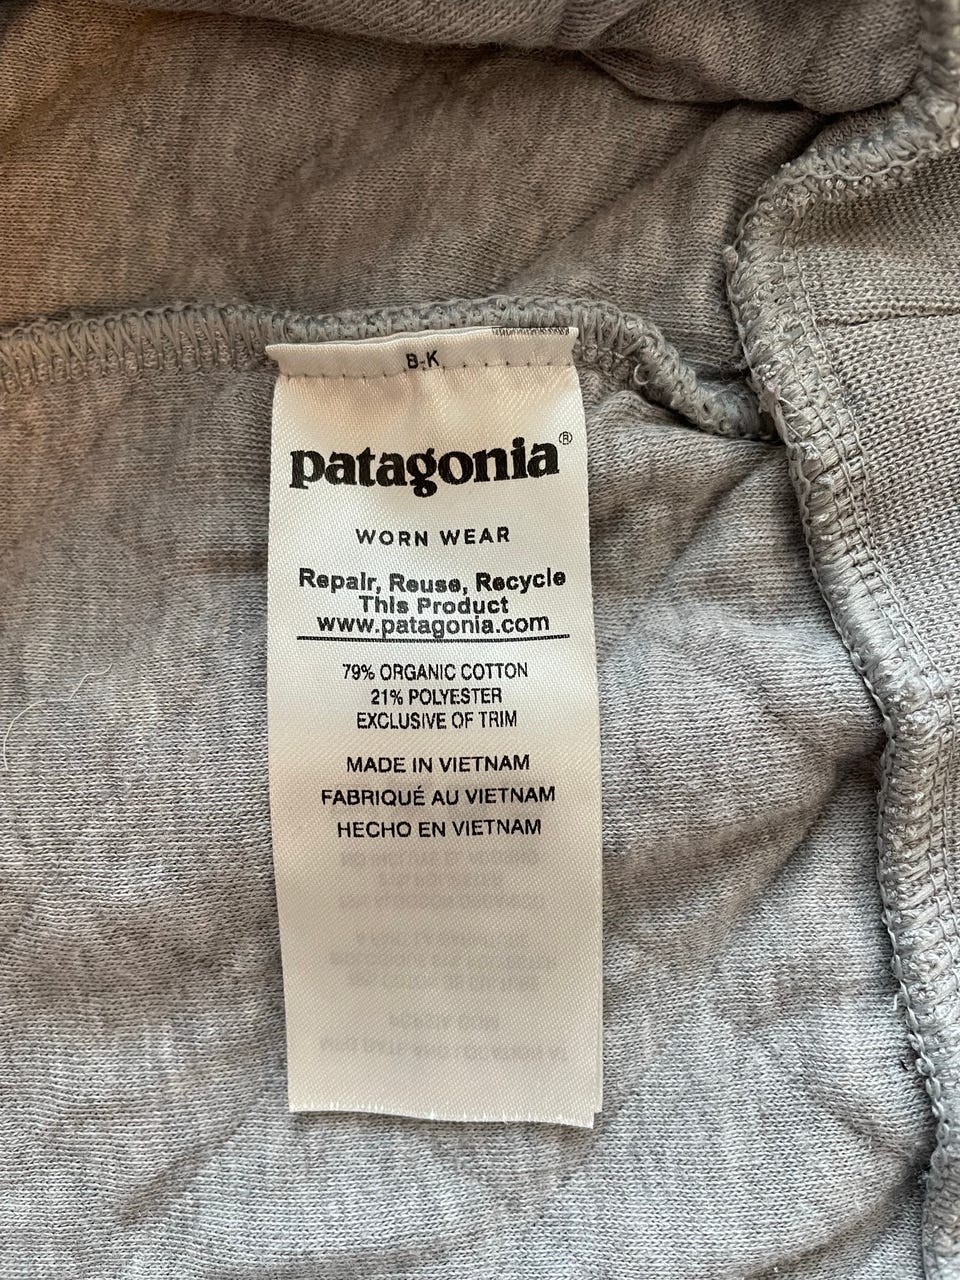 B-K
patagonia®
WORN WEAR
Repair, Reuse, Recycle
This Product
www.patagonia.com
79% ORGANIC COTTON
21% POLYESTER
EXCLUSIVE OF TRIM
MADE IN VIETNAM
FABRIQUÉ AU VIETNAM
HECHO EN VIETNAM